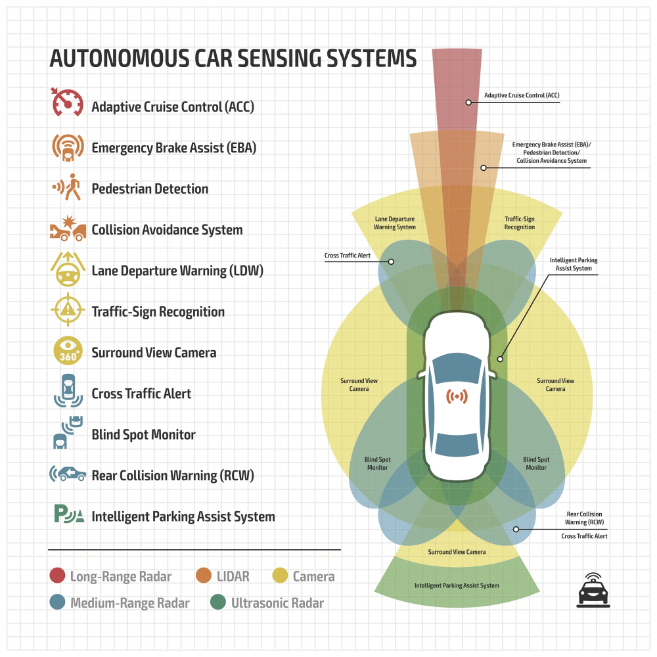 AUTONOMOUS CAR SENSING SYSTEMS
Adaptive Cruise Control (ACC)
Emergency Brake Assist (EBA)
Pedestrian Detection
Collision Avoidance System
Lane Departure Warning (LDW)
Traffic-Sign Recognition
360°
Surround View Camera
Cross Traffic Alert
Blind Spot Monitor
Rear Collision Warning (RCW)
P
Intelligent Parking Assist System
Long-Range Radar
LIDAR
Camera
Medium-Range Radar
Ultrasonic Radar
Adaptive Cruise Control (ACC)
Emergency Brake Assist (EBA)/
Pedestrian Detection/
Collision Avoidance System
Lane Departure
Warning System
Traffic-Sign
Recognition
Cross Traffic Alert
Intelligent Parking
Assist System
Surround View
Camera
Surround View
Camera
Blind Spot
Monitor
Blind Spot
Monitor
Rear Collision
Warning (RCW)
Cross Traffic Alert
Surround View Camera
Intelligent Parking Assist System